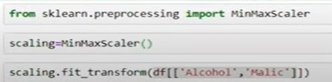 from sklearn.preprocessing import MinMaxScaler
scaling=MinMaxScaler()
scaling.fit_transform(df[['Alcohol','Malic']])